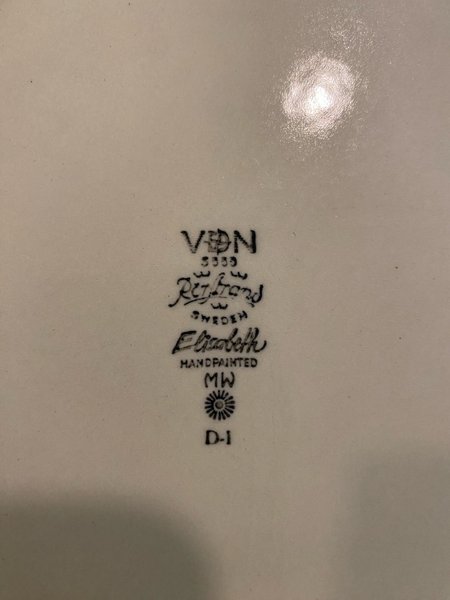 VDN
Rörstrand
SWEDEN
Elizabeth
HANDPAINTED
MW
D-1